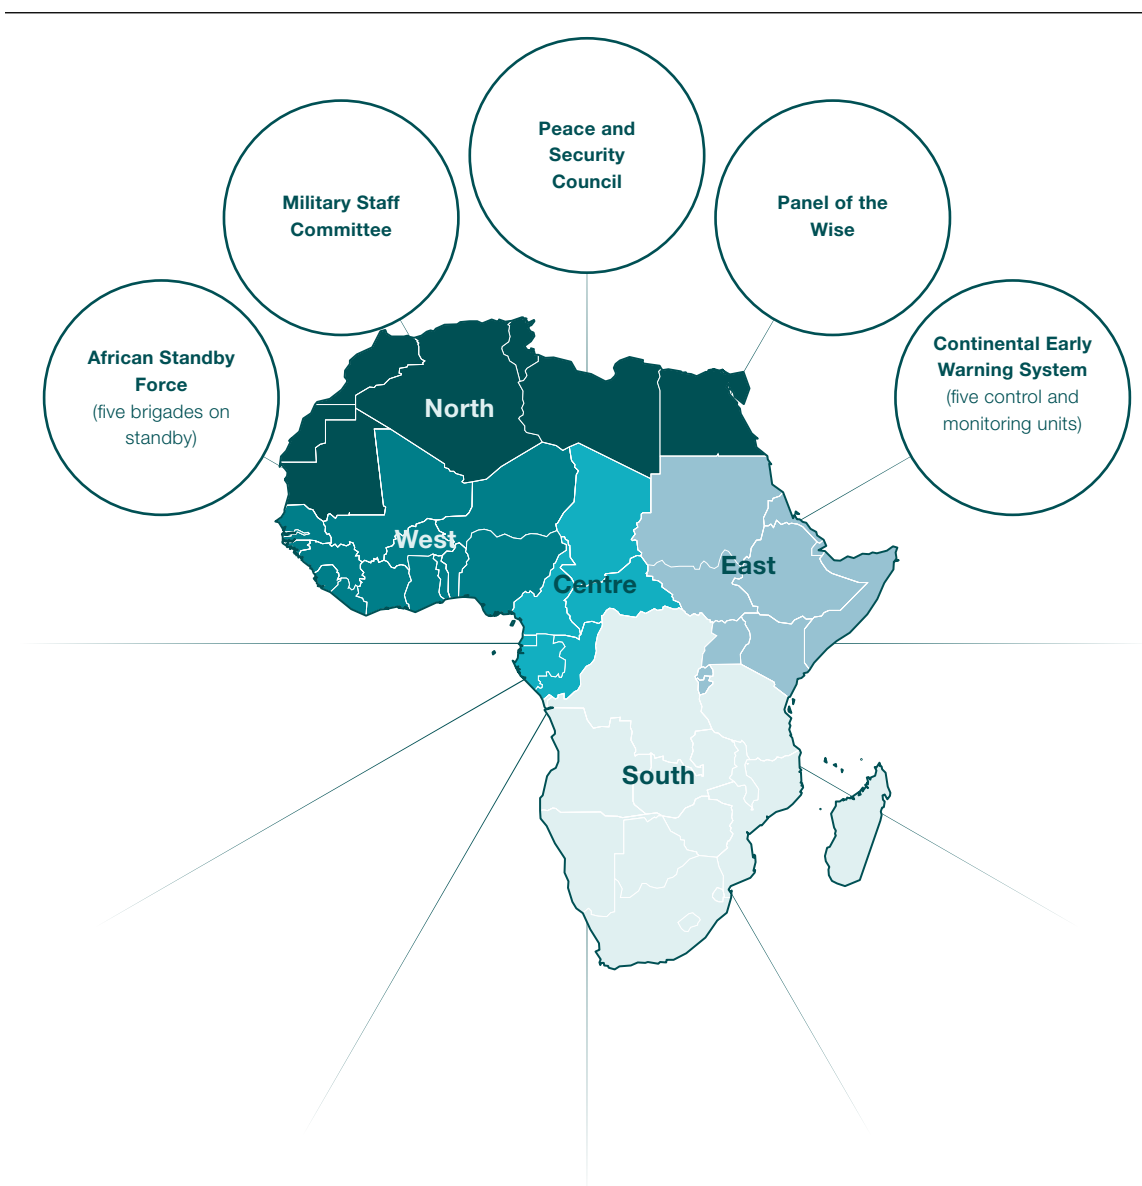 Peace and
Security
Council
Military Staff
Committee
Panel of the
Wise
African Standby
Force
(five brigades on
standby)
Continental Early
Warning System
(five control and
monitoring units)
North
West
Centre
East
South